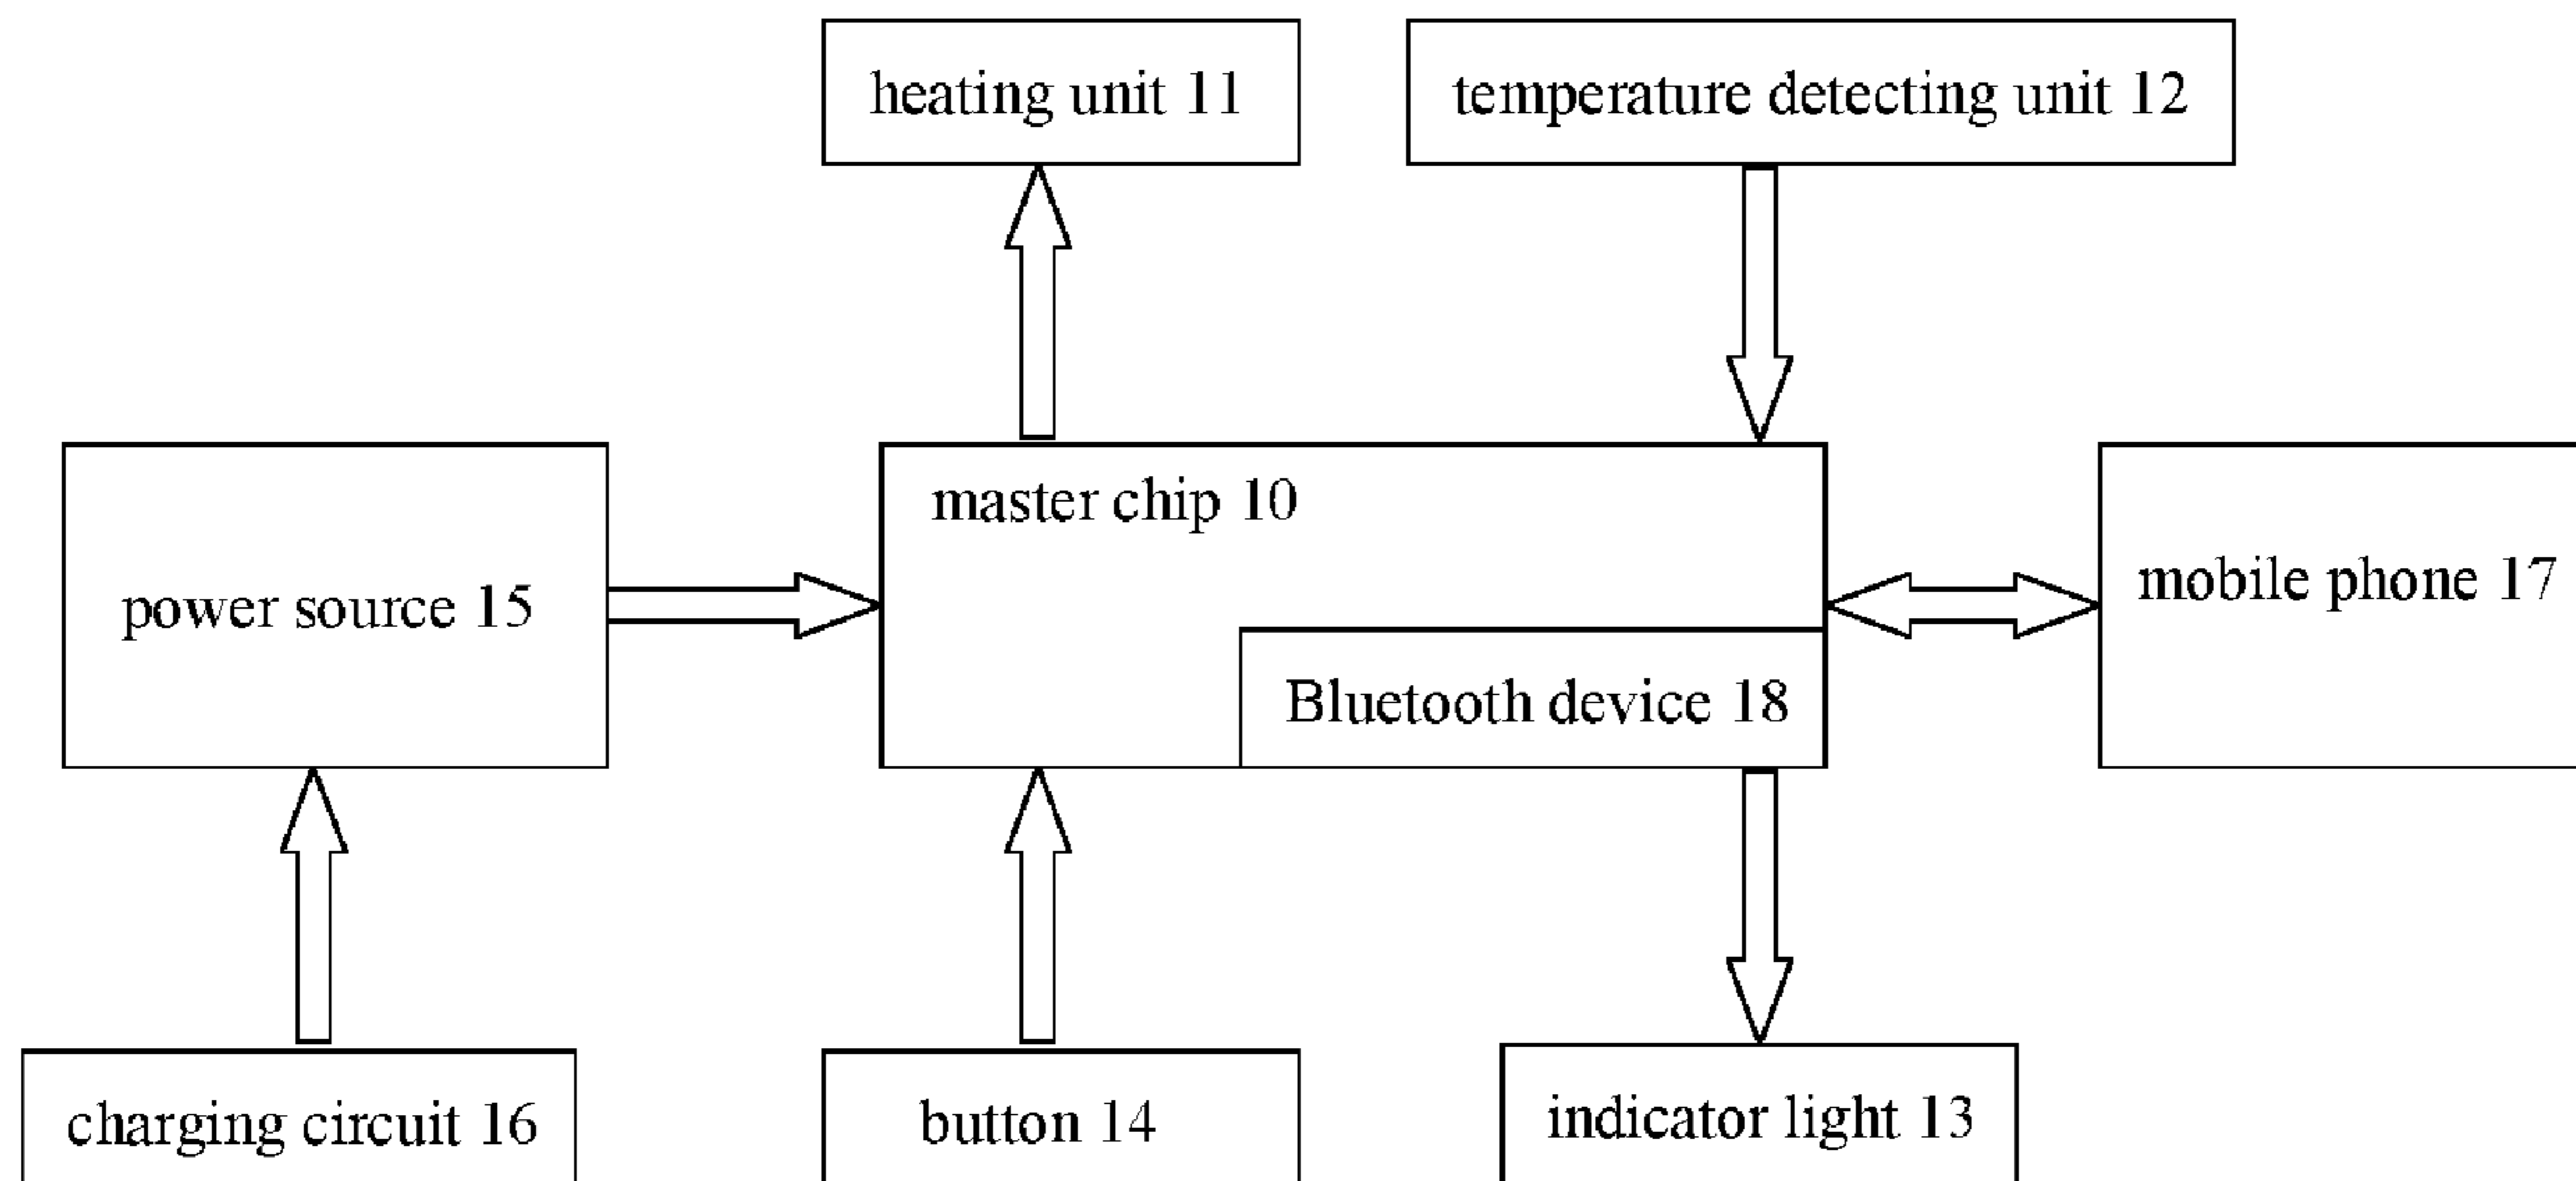 heating unit 11
temperature detecting unit 12
master chip 10
power source 15
mobile phone 17
Bluetooth device 18
charging circuit 16
button 14
indicator light 13